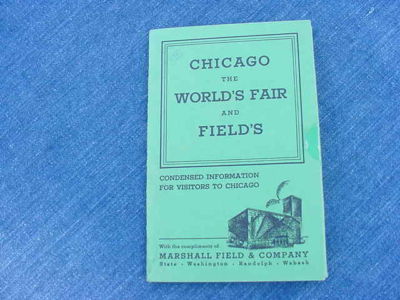 CHICAGO
THE
WORLD'S FAIR
AND
FIELD'S
CONDENSED INFORMATION
FOR VISITORS TO CHICAGO
With the compliments of
MARSHALL FIELD & COMPANY
State - Washington - Randolph - Wabash